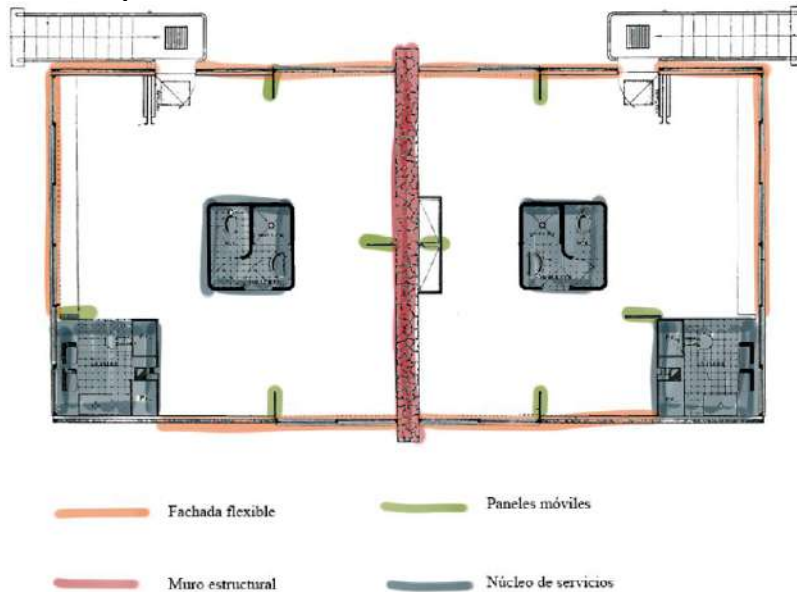 Fachada flexible
Paneles móviles
Muro estructural
Núcleo de servicios